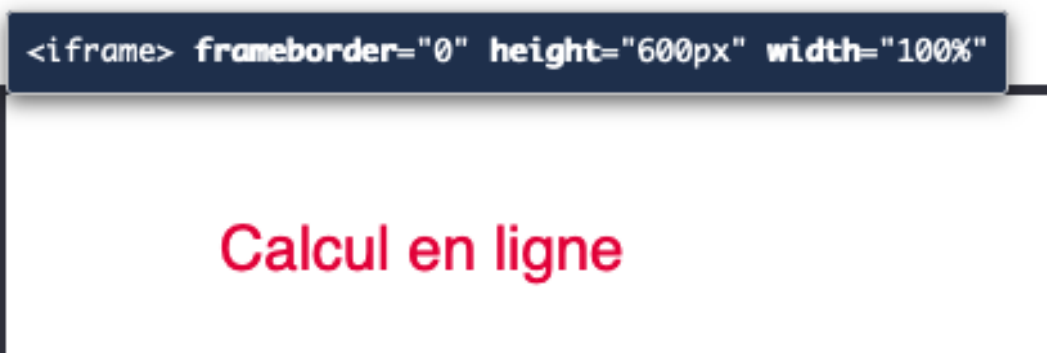 <iframe> frameborder="0" height="600px" width="100%"
Calcul en ligne